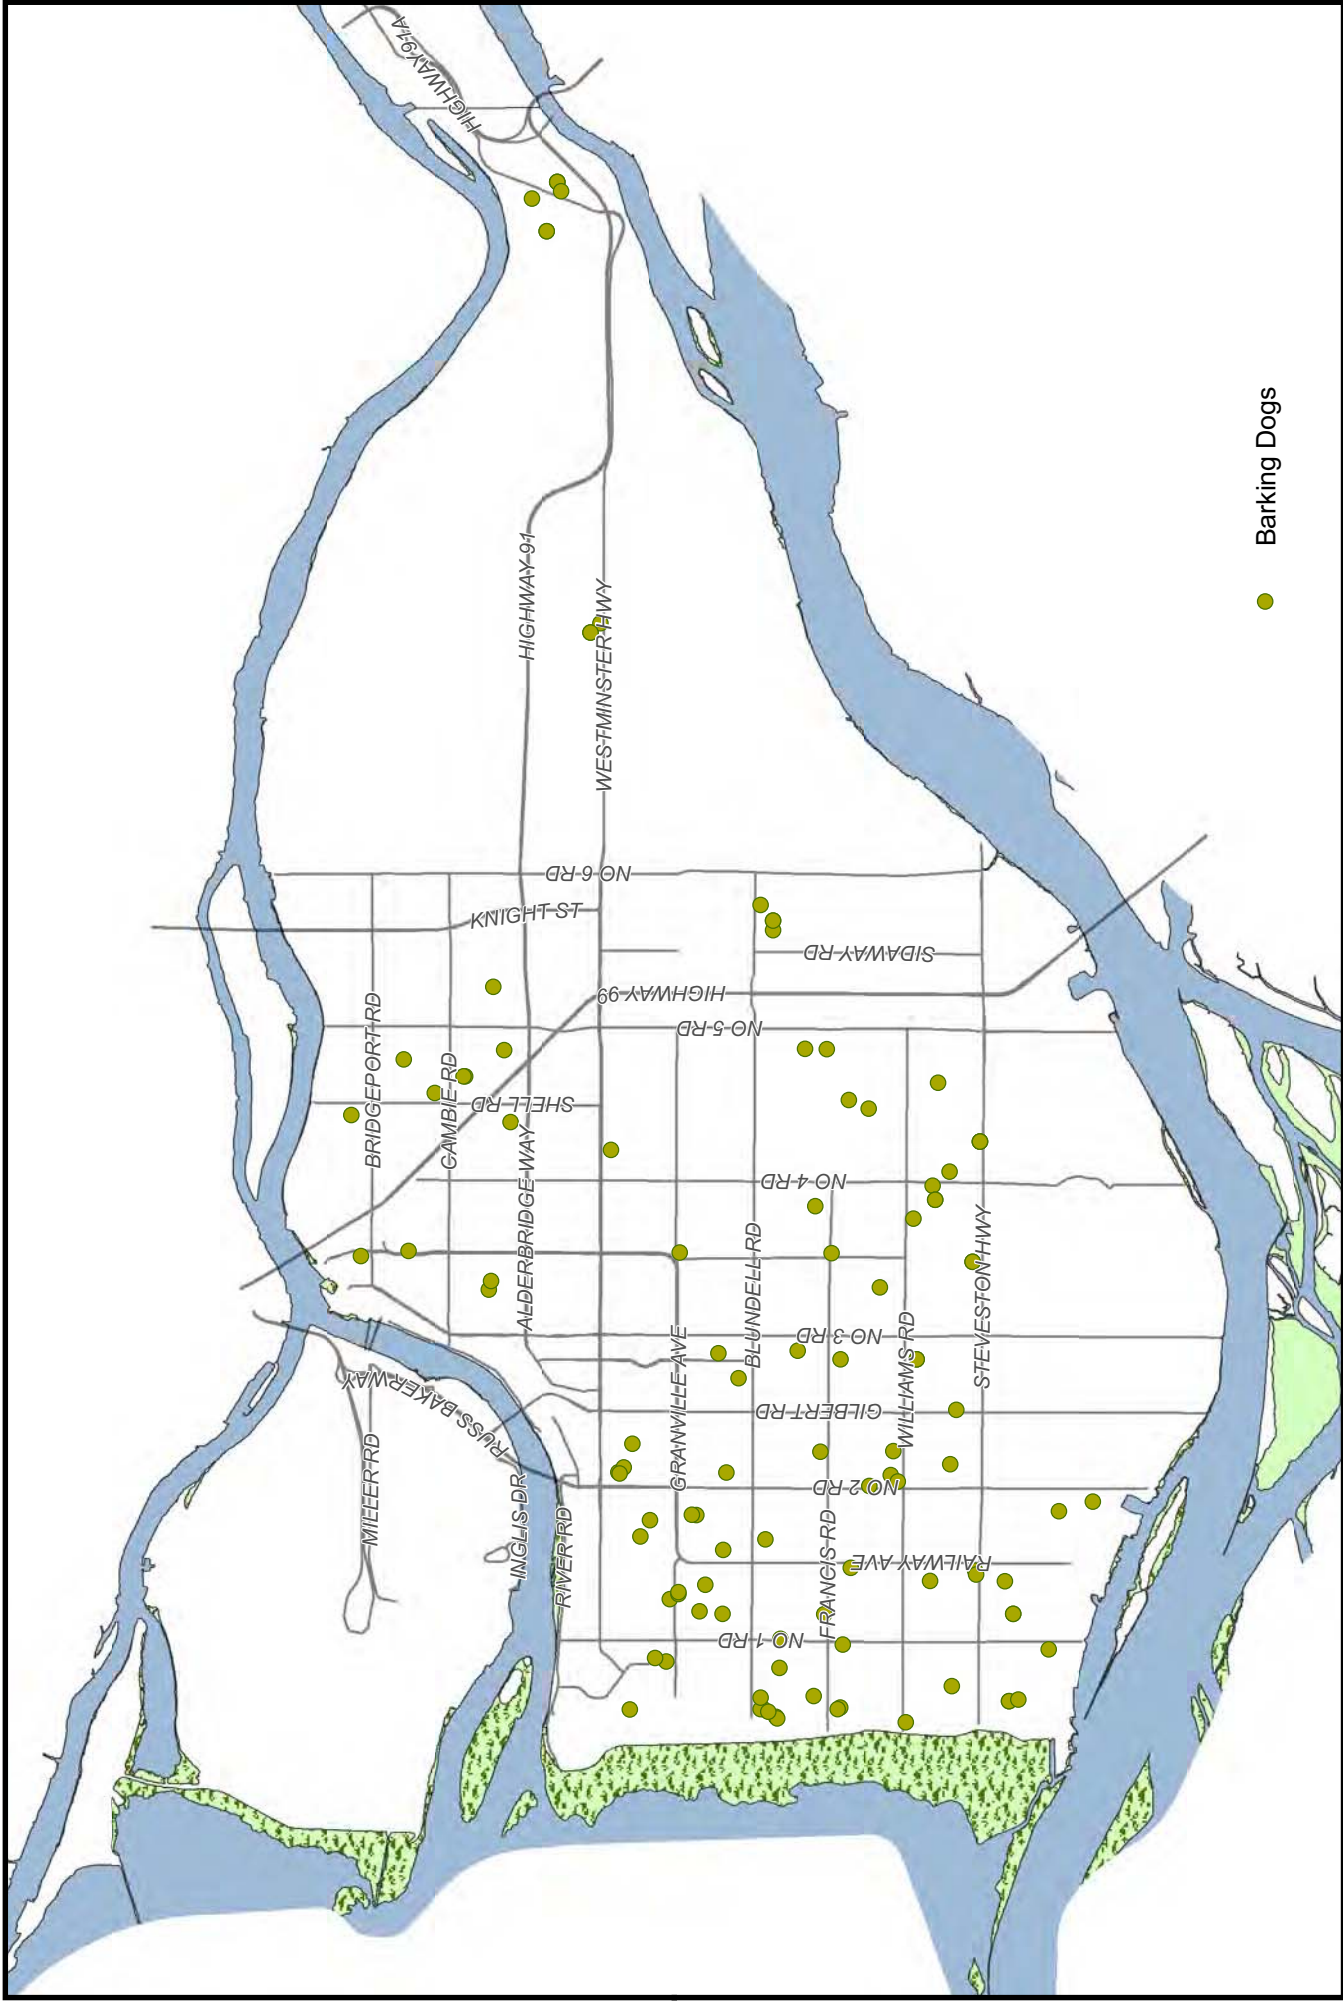 HIGHWAY 91A
HIGHWAY 91
WESTMINSTER HWY
NO 6 RD
KNIGHT ST
SIDAWAY RD
HIGHWAY 99
NO 5 RD
BRIDGEPORT RD
CAMBIE RD
SHELL RD
ALDERBRIDGE WAY
NO 4 RD
BLUNDELL RD
STEVESTON HWY
GRANVILLE AVE
NO 3 RD
WILLIAMS RD
GILBERT RD
RUSS BAKERWAY
MILLER RD
INGLIS DR
RIVER RD
NO 2 RD
FRANCIS RD
RAILWAY AVE
NO 1 RD
Barking Dogs